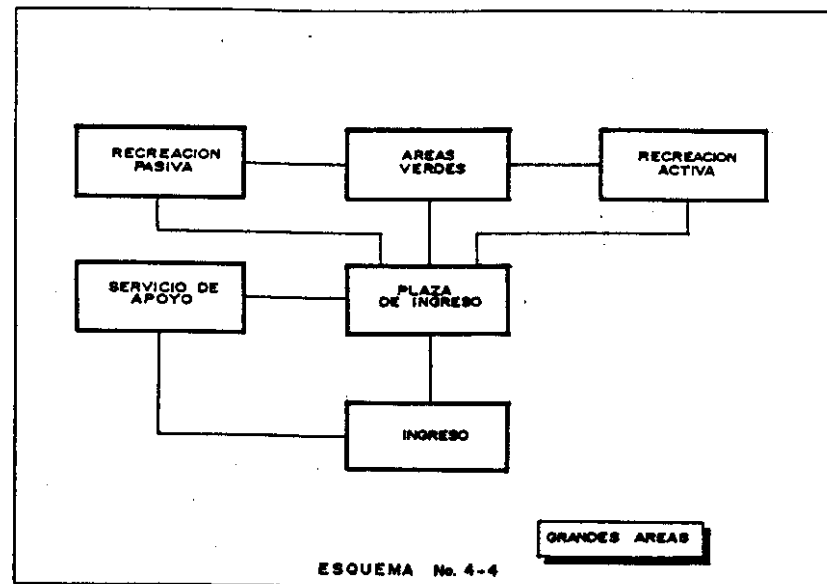 RECREACION
PASIVA
AREAS
VERDES
RECREACION
ACTIVA
SERVICIO DE
APOYO
PLAZA
DE INGRESO
INGRESO
GRANDES AREAS
ESQUEMA No. 4-4